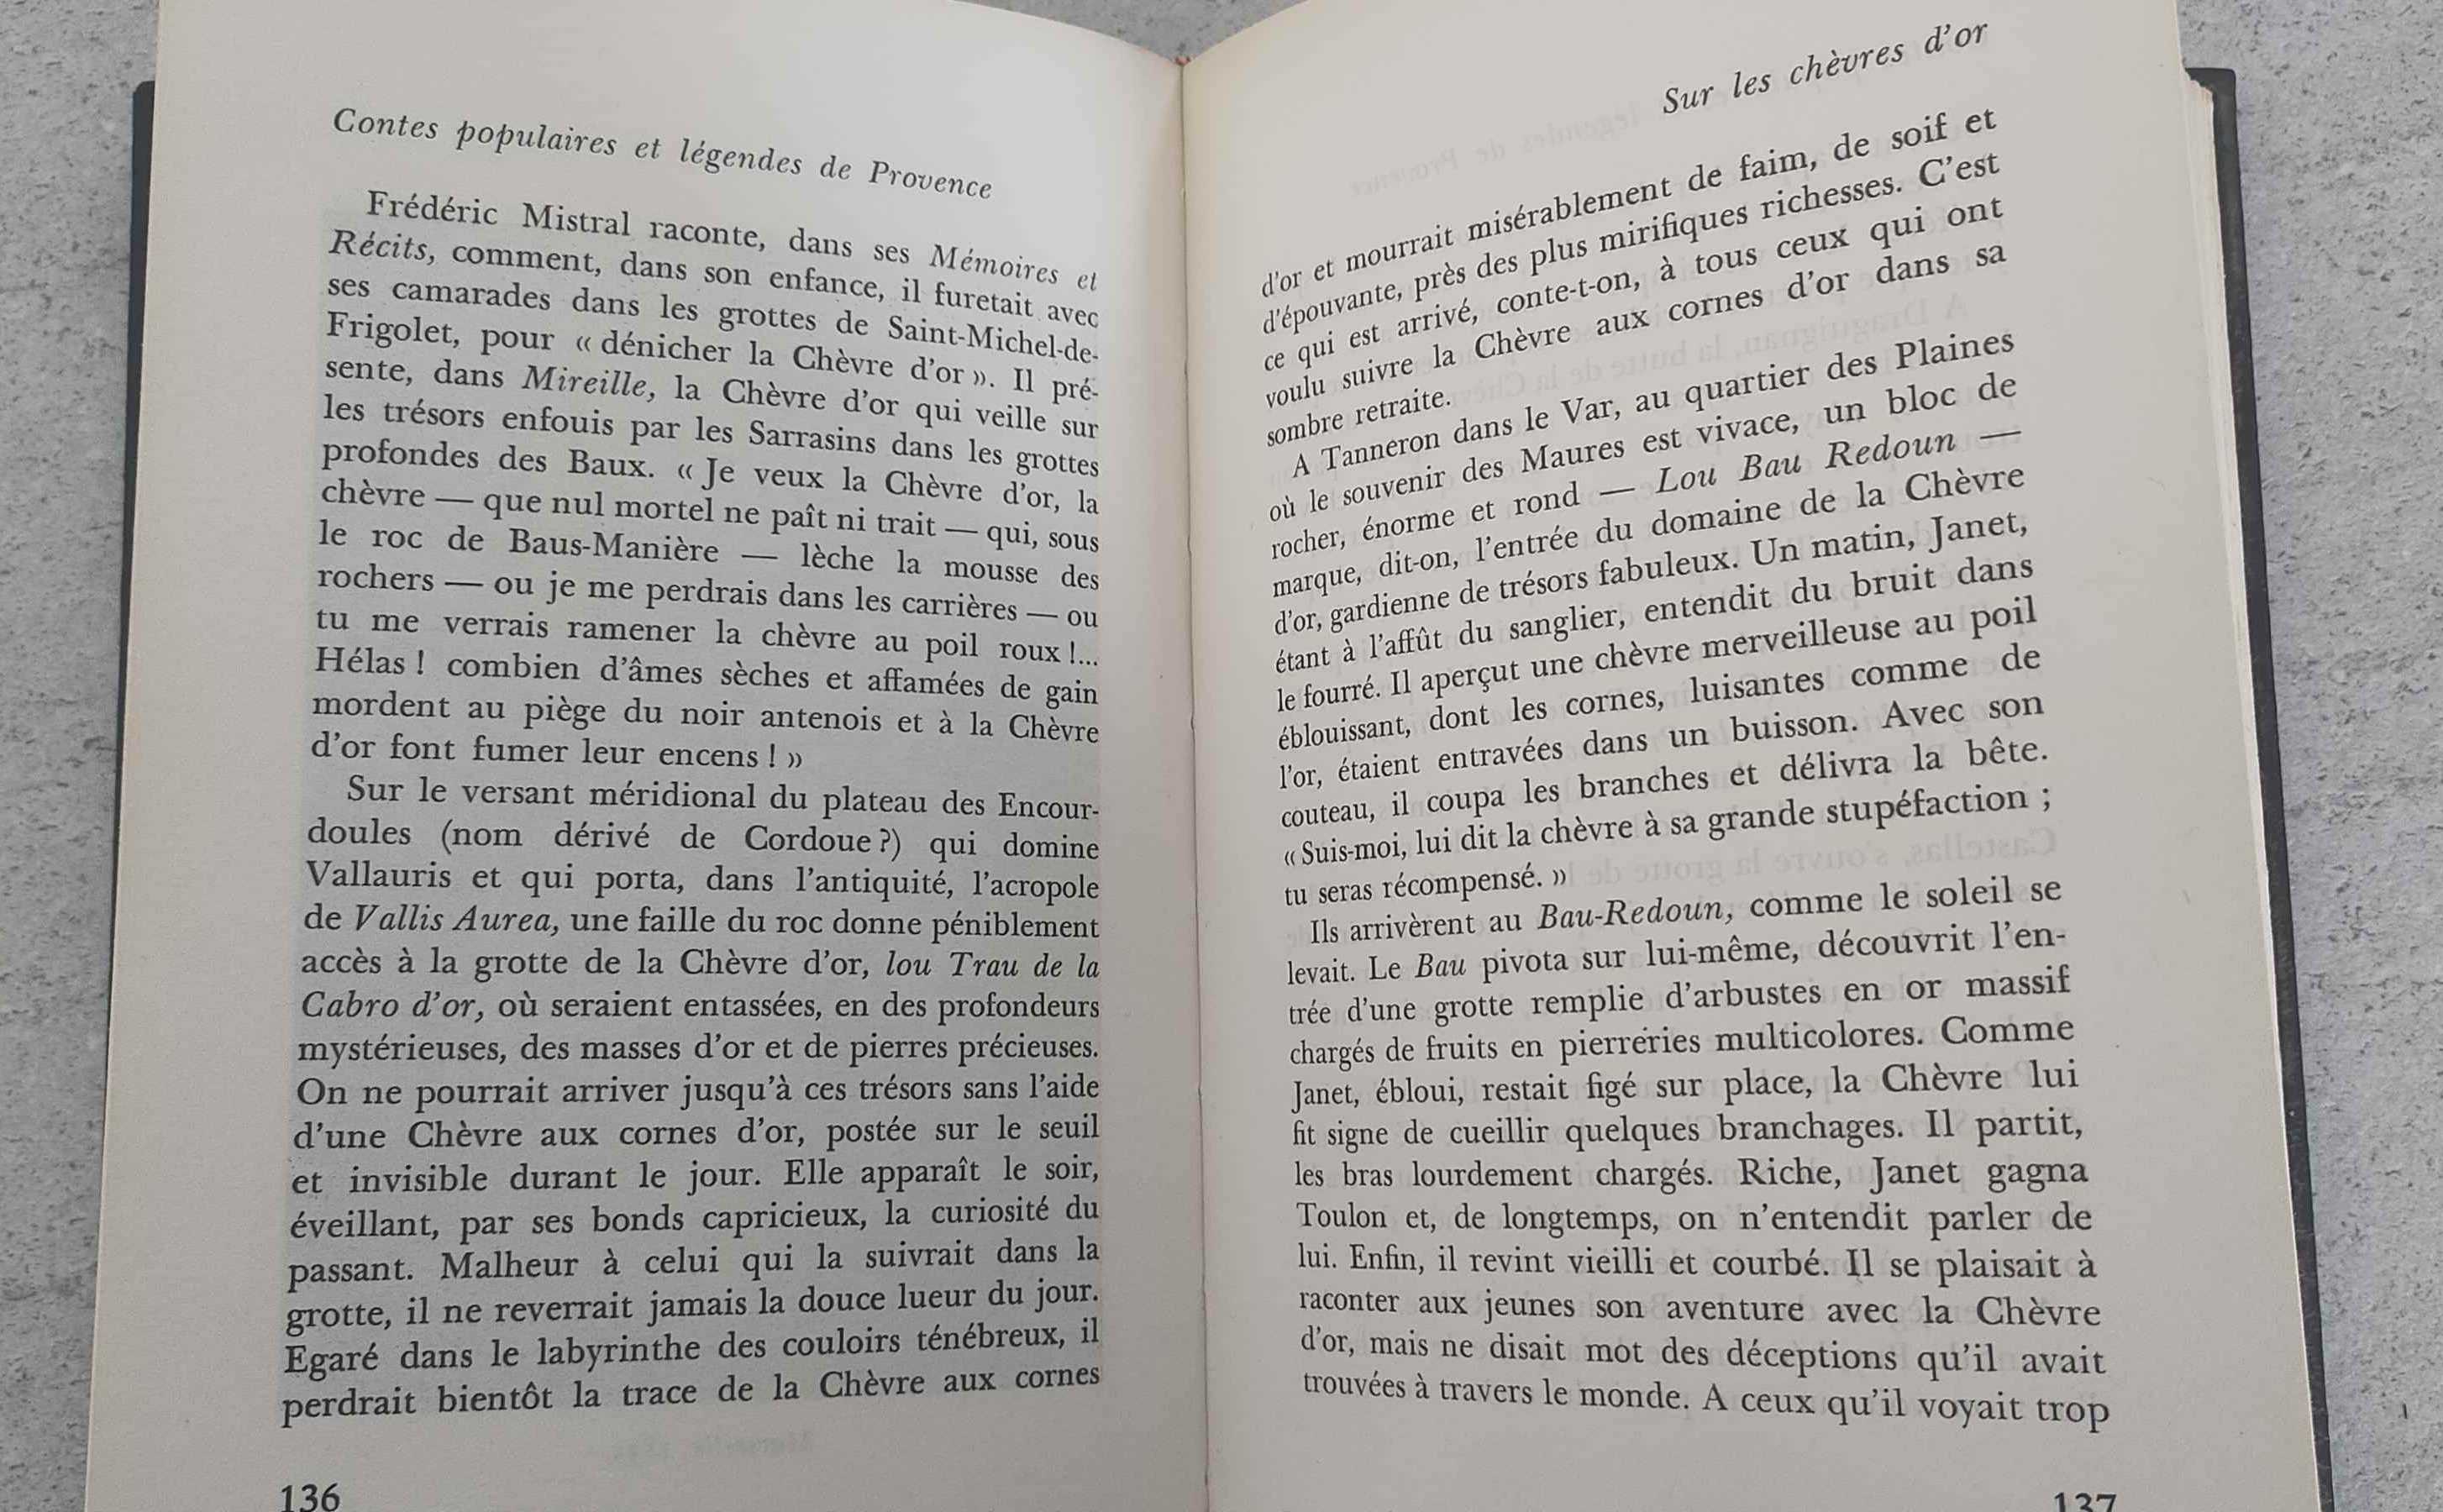 Contes populaires et légendes de Provence
Frédéric Mistral raconte, dans ses Mémoires et
Récits, comment, dans son enfance, il furetait avec
ses camarades dans les grottes de Saint-Michel-de-
Frigolet, pour « dénicher la Chèvre d'or ». Il pré-
sente, dans Mireille, la Chèvre d'or qui veille sur
les trésors enfouis par les Sarrasins dans les grottes
profondes des Baux. « Je veux la Chèvre d'or, la
chèvre — que nul mortel ne paît ni trait — qui, sous
le roc de Baus-Manière — lèche la mousse des
rochers — ou je me perdrais dans les carrières — ou
tu me verrais ramener la chèvre au poil roux !...
Hélas ! combien d'âmes sèches et affamées de gain
mordent au piège du noir antenois et à la Chèvre
d'or font fumer leur encens ! »
Sur le versant méridional du plateau des Encour-
doules (nom dérivé de Cordoue ?) qui domine
Vallauris et qui porta, dans l'antiquité, l'acropole
de Vallis Aurea, une faille du roc donne péniblement
accès à la grotte de la Chèvre d'or, lou Trau de la
Cabro d'or, où seraient entassées, en des profondeurs
mystérieuses, des masses d'or et de pierres précieuses.
On ne pourrait arriver jusqu'à ces trésors sans l'aide
d'une Chèvre aux cornes d'or, postée sur le seuil
et invisible durant le jour. Elle apparaît le soir,
éveillant, par ses bonds capricieux, la curiosité du
passant. Malheur à celui qui la suivrait dans la
grotte, il ne reverrait jamais la douce lueur du jour.
Egaré dans le labyrinthe des couloirs ténébreux, il
perdrait bientôt la trace de la Chèvre aux cornes
136
Sur les chèvres d'or
d'or et mourrait misérablement de faim, de soif et
d'épouvante, près des plus mirifiques richesses. C'est
ce qui est arrivé, conte-t-on, à tous ceux qui ont
voulu suivre la Chèvre aux cornes d'or dans sa
sombre retraite.
A Tanneron dans le Var, au quartier des Plaines
où le souvenir des Maures est vivace, un bloc de
rocher, énorme et rond — Lou Bau Redoun —
marque, dit-on, l'entrée du domaine de la Chèvre
d'or, gardienne de trésors fabuleux. Un matin, Janet,
étant à l'affût du sanglier, entendit du bruit dans
le fourré. Il aperçut une chèvre merveilleuse au poil
éblouissant, dont les cornes, luisantes comme de
l'or, étaient entravées dans un buisson. Avec son
couteau, il coupa les branches et délivra la bête.
« Suis-moi, lui dit la chèvre à sa grande stupéfaction ;
tu seras récompensé. »
Ils arrivèrent au Bau-Redoun, comme le soleil se
levait. Le Bau pivota sur lui-même, découvrit l'en-
trée d'une grotte remplie d'arbustes en or massif
chargés de fruits en pierreries multicolores. Comme
Janet, ébloui, restait figé sur place, la Chèvre lui
fit signe de cueillir quelques branchages. Il partit,
les bras lourdement chargés. Riche, Janet gagna
Toulon et, de longtemps, on n'entendit parler de
lui. Enfin, il revint vieilli et courbé. Il se plaisait à
raconter aux jeunes son aventure avec la Chèvre
d'or, mais ne disait mot des déceptions qu'il avait
trouvées à travers le monde. A ceux qu'il voyait trop
137